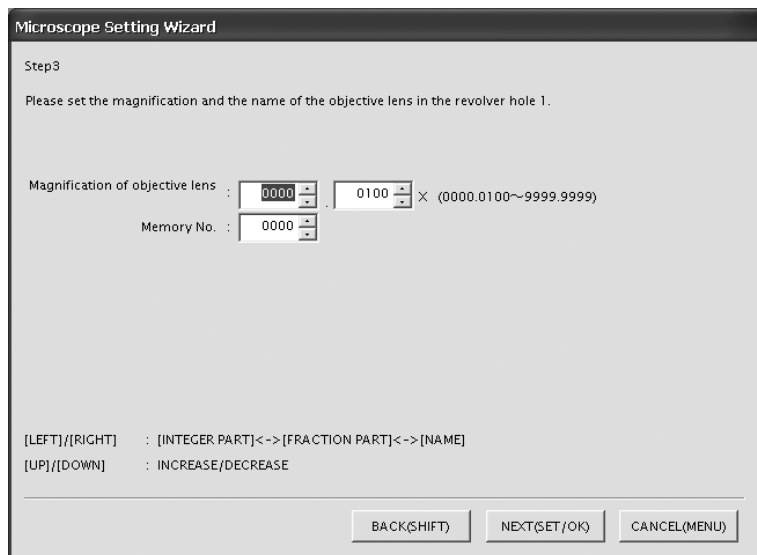 Microscope Setting Wizard
Step3
Please set the magnification and the name of the objective lens in the revolver hole 1.
Magnification of objective lens : 0000 . 0100 X (0000.0100～9999.9999)
Memory No. : 0000
[LEFT]/[RIGHT] : [INTEGER PART]<->[FRACTION PART]<->[NAME]
[UP]/[DOWN] : INCREASE/DECREASE
BACK(SHIFT) NEXT(SET/OK) CANCEL(MENU)